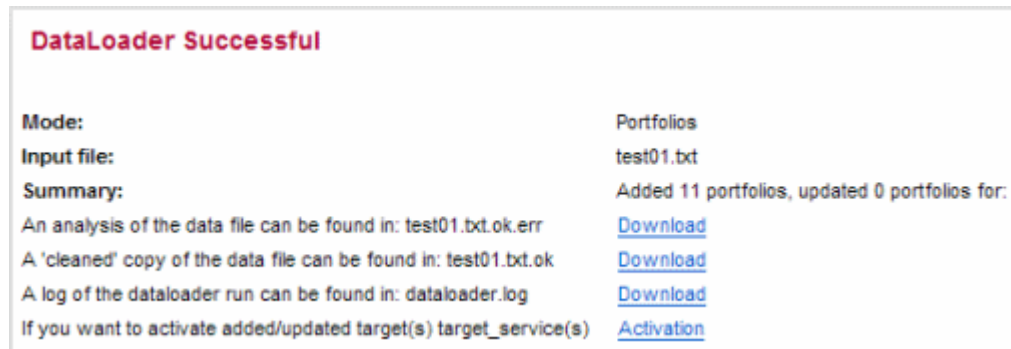 DataLoader Successful
Mode: Portfolios
Input file: test01.txt
Summary: Added 11 portfolios, updated 0 portfolios for:
An analysis of the data file can be found in: test01.txt.ok.err Download
A 'cleaned' copy of the data file can be found in: test01.txt.ok Download
A log of the dataloader run can be found in: dataloader.log Download
If you want to activate added/updated target(s) target_service(s) Activation